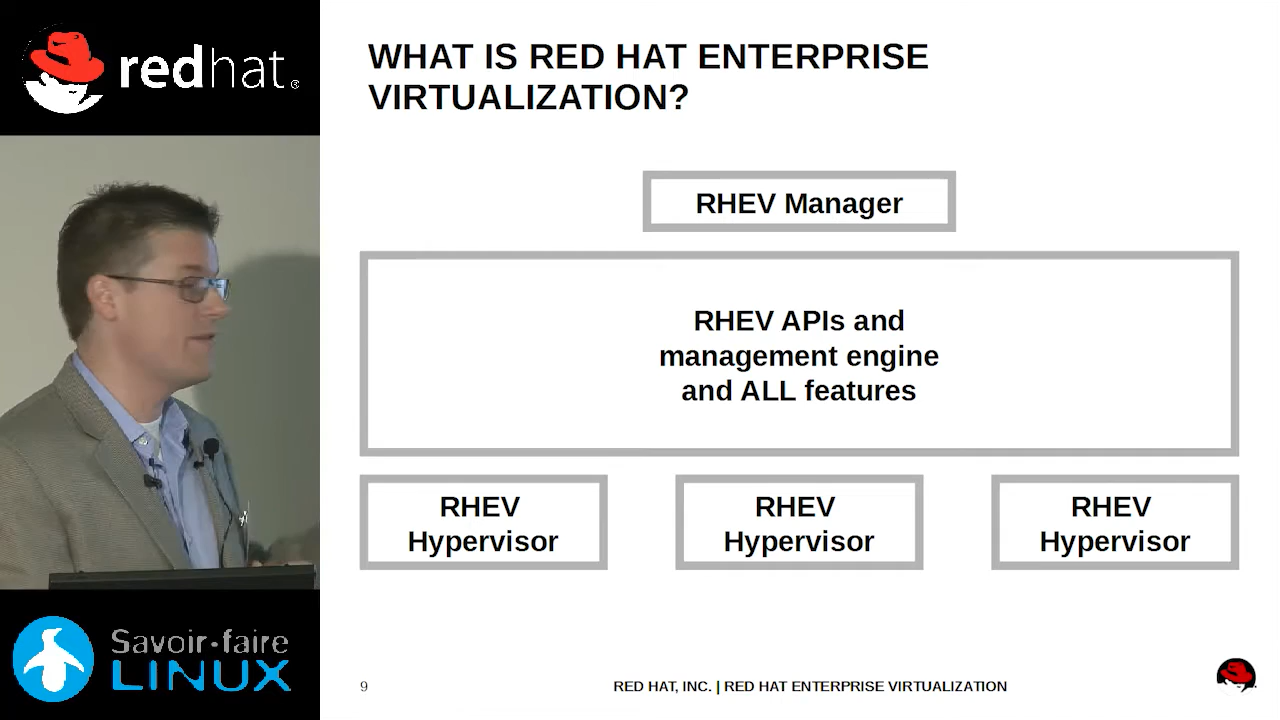 redhat®
WHAT IS RED HAT ENTERPRISE
VIRTUALIZATION?
RHEV Manager
RHEV APIs and
management engine
and ALL features
RHEV
Hypervisor
RHEV
Hypervisor
RHEV
Hypervisor
Savoir-faire
LINUX
9
RED HAT, INC. | RED HAT ENTERPRISE VIRTUALIZATION